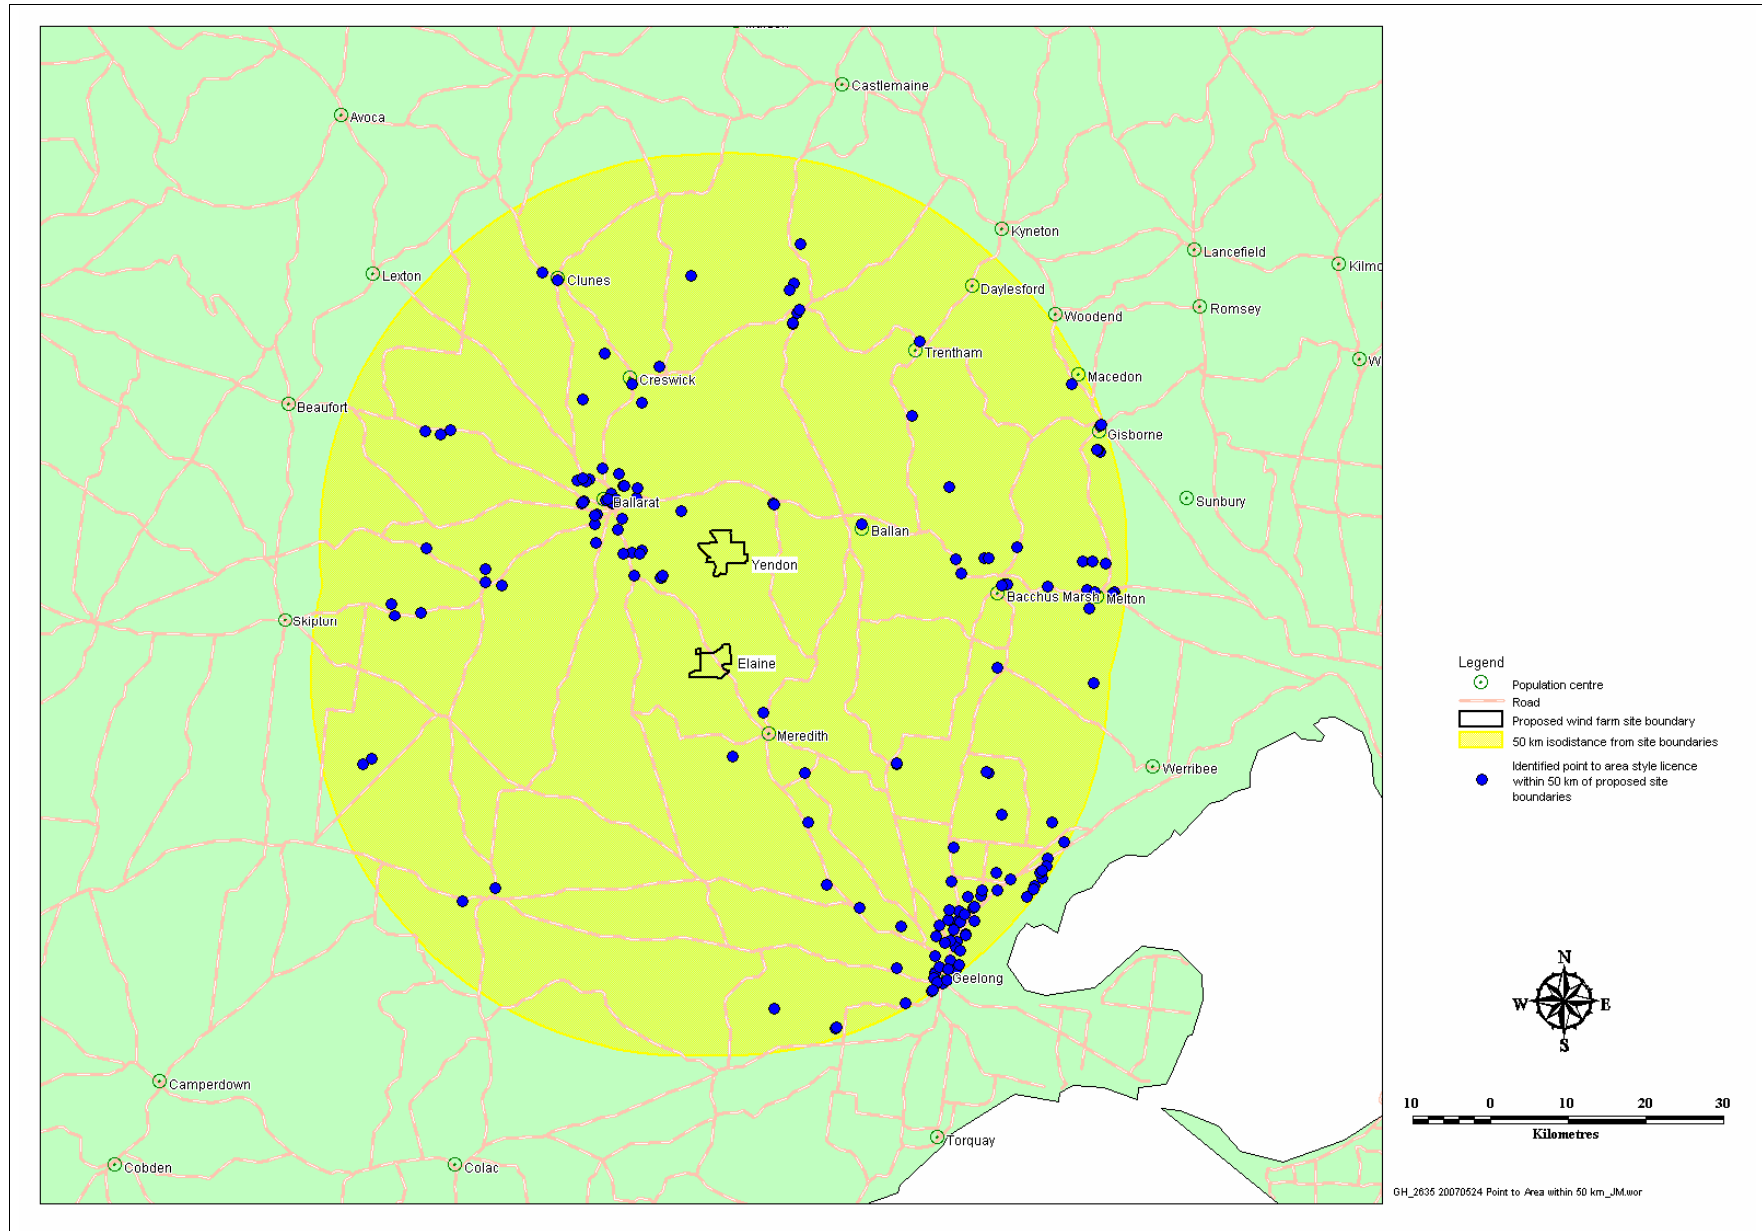 Castlemaine
Avoca
Kyneton
Lancefield
Kilmo
Lexton
Clunes
Daylesford
Romsey
Woodend
Trentham
W
Macedon
Creswick
Beaufort
Gisborne
Sunbury
Ballarat
Ballan
Yendon
Bacchus Marsh
Melton
Skipton
Elaine
Meredith
Werribee
Geelong
Camperdown
Torquay
Cobden
Colac
Legend
Population centre
Road
Proposed wind farm site boundary
50 km isodistance from site boundaries
Identified point to area style licence
within 50 km of proposed site
boundaries
N
W E
S
10 0 10 20 30
Kilometres
GH_2635 20070524 Point to Area within 50 km_JM.wor